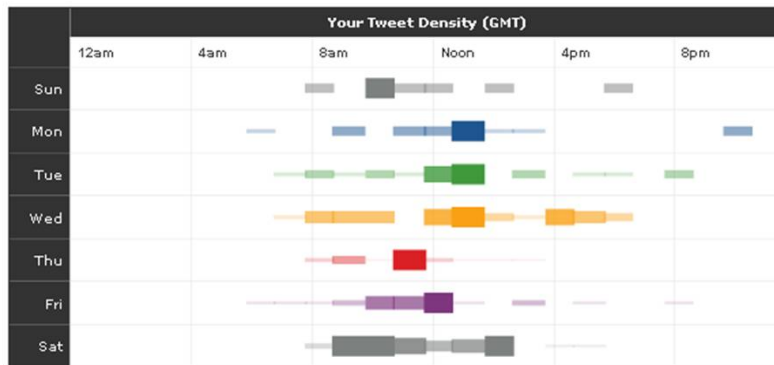 Your Tweet Density (GMT)
12am 4am 8am Noon 4pm 8pm
Sun
Mon
Tue
Wed
Thu
Fri
Sat